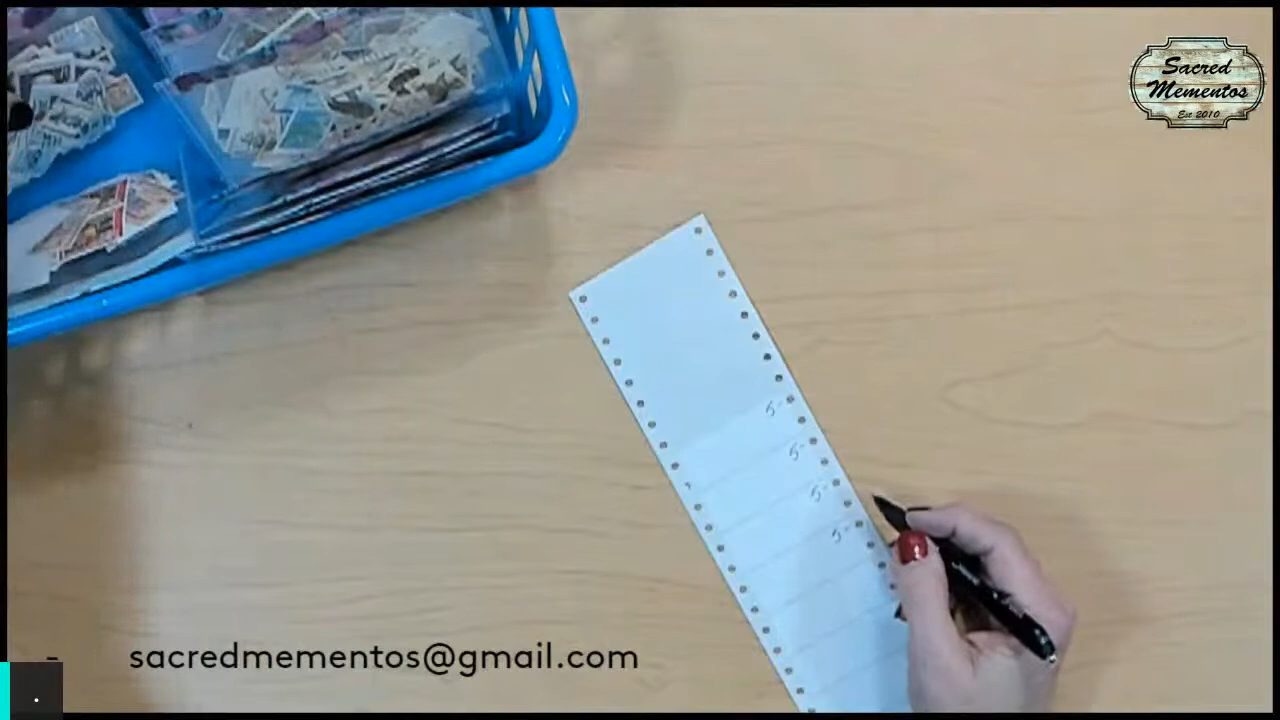 Sacred
Mementos
Est 2010
5-
5-
5-
5-
- sacredmementos@gmail.com
.